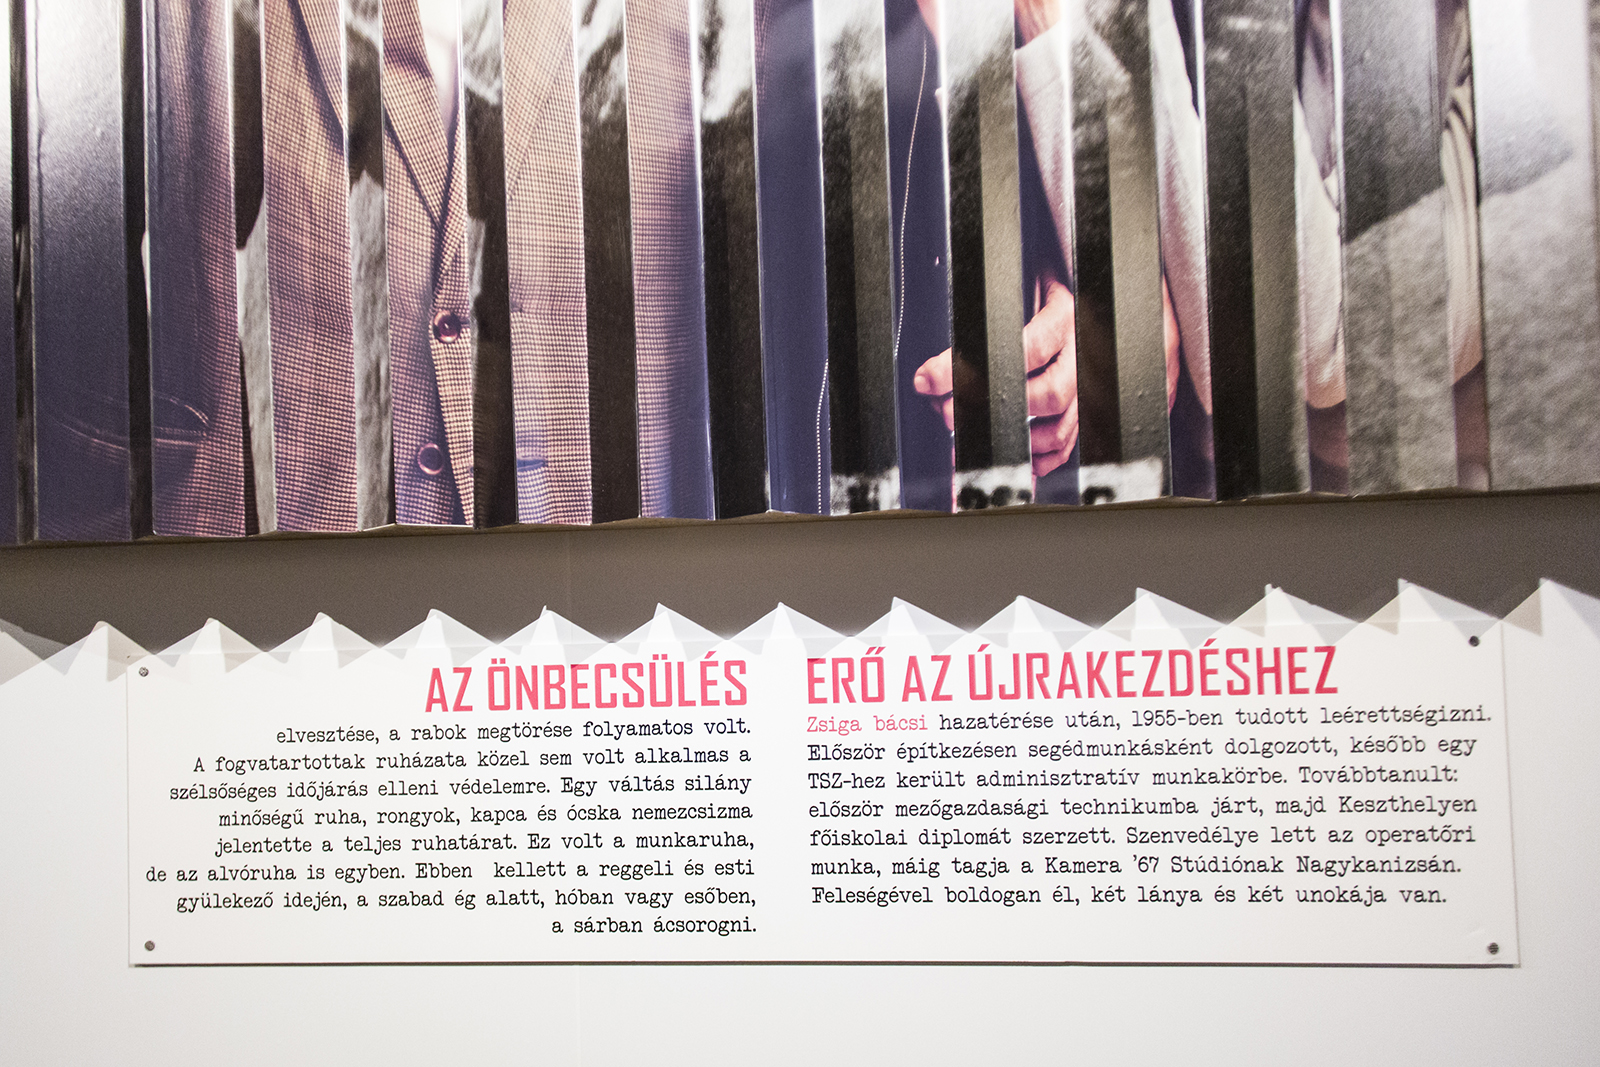 AZ ÖNBECSÜLÉS
elvesztése, a rabok megtörése folyamatos volt.
A fogvatartottak ruházata közel sem volt alkalmas a
szélsőséges időjárás elleni védelemre. Egy váltás silány
minőségű ruha, rongyok, kapca és ócska nemezcsizma
jelentette a teljes ruhatárat. Ez volt a munkaruha,
de az alvóruha is egyben. Ebben kellett a reggeli és esti
gyülekező idején, a szabad ég alatt, hóban vagy esőben,
a sárban ácsorogni.
ERŐ AZ ÚJRAKEZDÉSHEZ
Zsiga bácsi hazatérése után, 1955-ben tudott leérettségizni.
Először építkezésen segédmunkásként dolgozott, később egy
TSZ-hez került adminisztratív munkakörbe. Továbbtanult:
először mezőgazdasági technikumba járt, majd Keszthelyen
főiskolai diplomát szerzett. Szenvedélye lett az operatőri
munka, máig tagja a Kamera '67 Stúdiónak Nagykanizsán.
Feleségével boldogan él, két lánya és két unokája van.